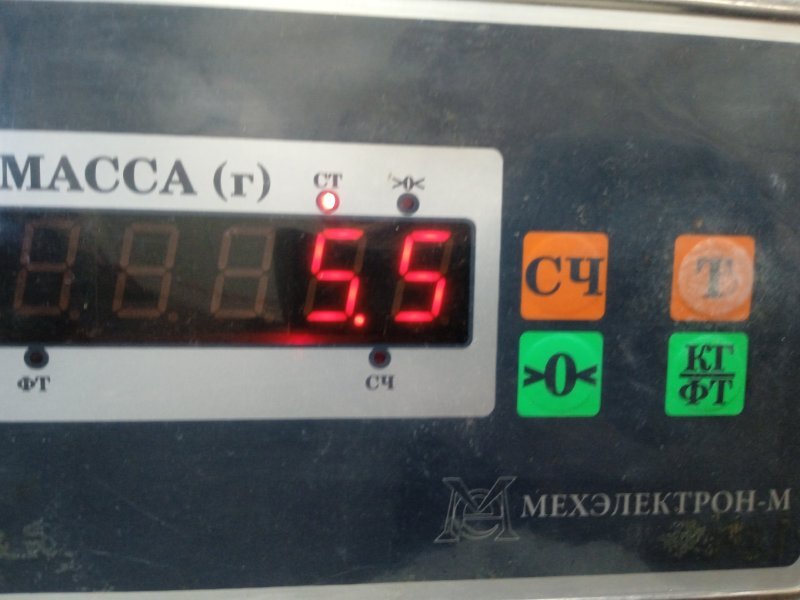 МАССА (г)
СТ
>0<
5.5
ФТ
СЧ
СЧ
Т
>0<
КГ
ФТ
МЕХЭЛЕКТРОН-М